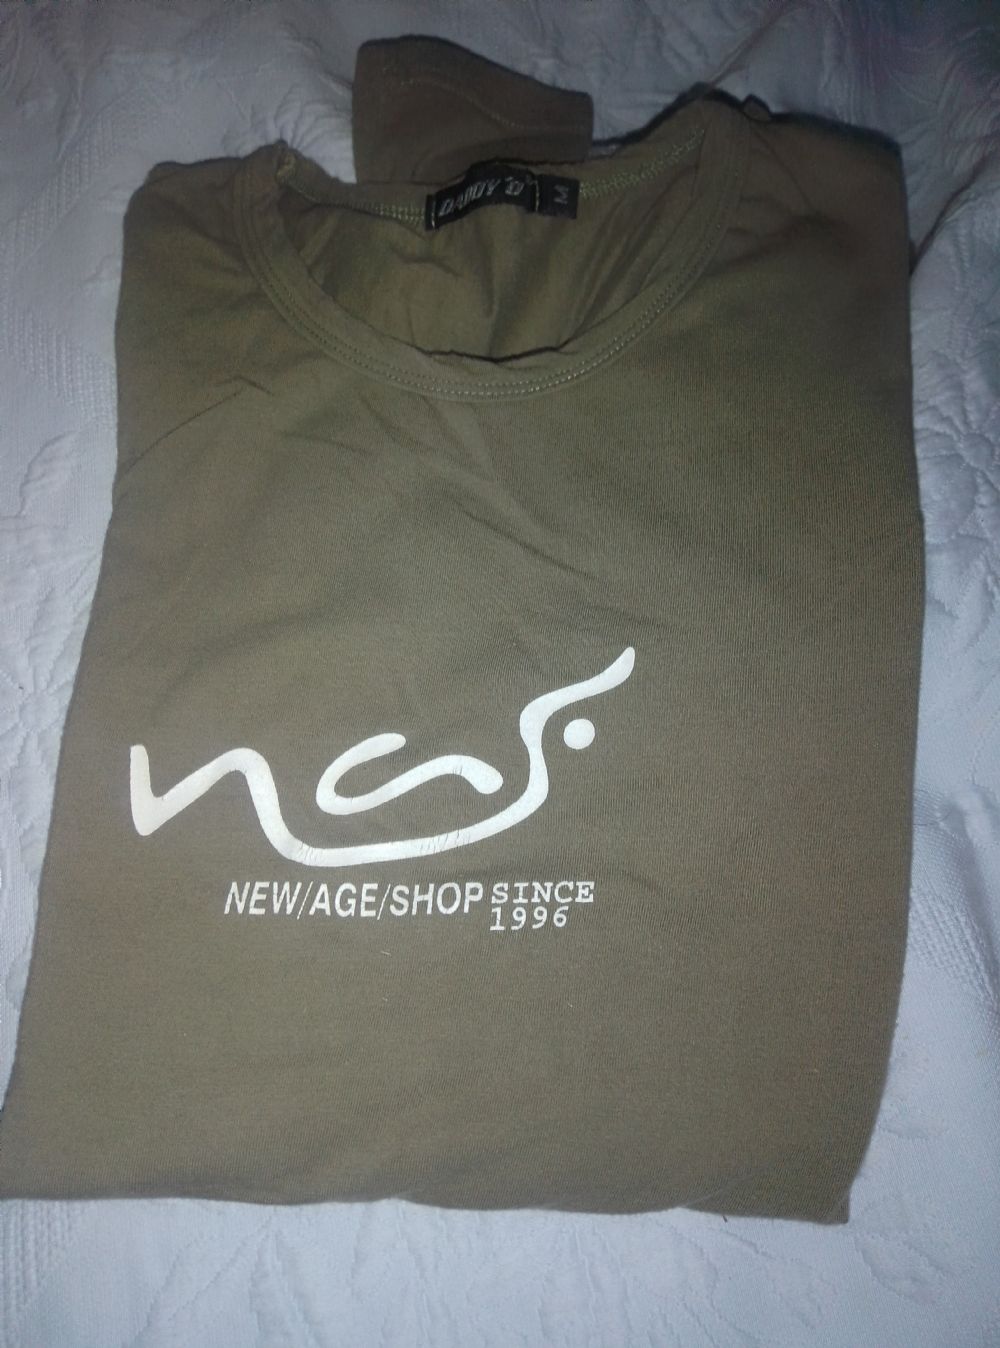 DADDY'D' M
nas.
NEW/AGE/SHOP SINCE
1996